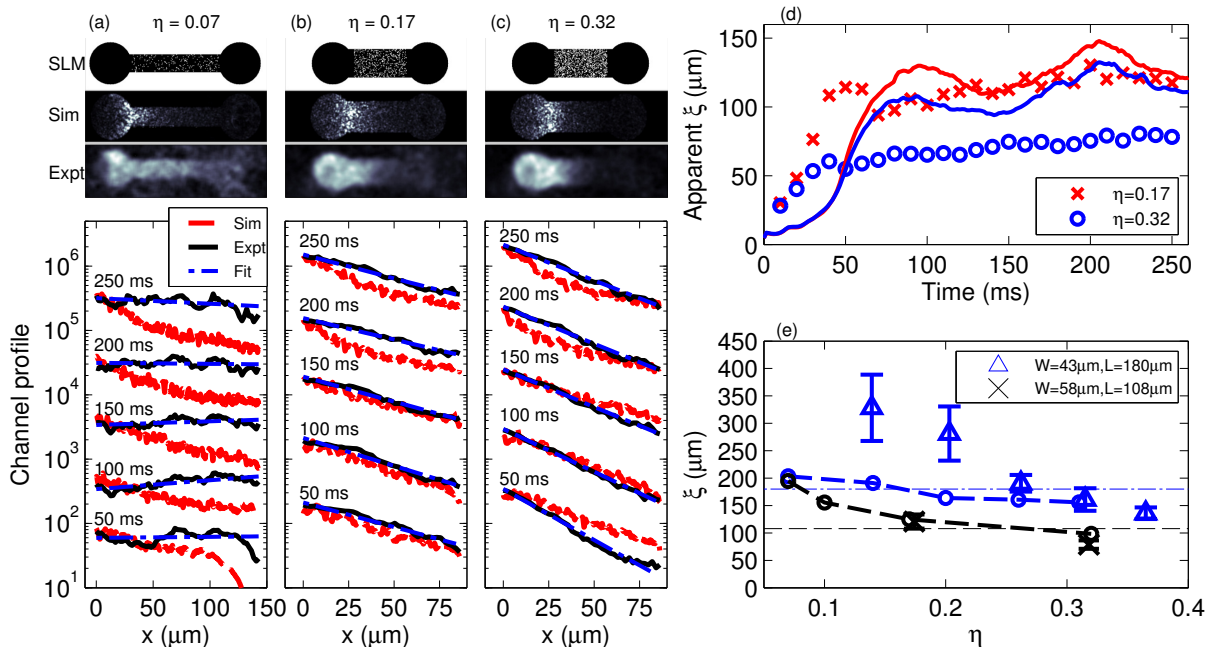 (a) η = 0.07
(b) η = 0.17
(c) η = 0.32
SLM
Sim
Expt
Channel profile
10^6
10^5
10^4
10^3
10^2
10^1
Sim
Expt
Fit
250 ms
200 ms
150 ms
100 ms
50 ms
0 50 100 150
x (μm)
250 ms
200 ms
150 ms
100 ms
50 ms
0 25 50 75
x (μm)
250 ms
200 ms
150 ms
100 ms
50 ms
0 25 50 75
x (μm)
(d)
Apparent ξ (μm)
150
100
50
0
η=0.17
η=0.32
0 50 100 150 200 250
Time (ms)
(e)
ξ (μm)
450
400
350
300
250
200
150
100
50
0
W=43μm,L=180μm
W=58μm,L=108μm
0.1 0.2 0.3 0.4
η